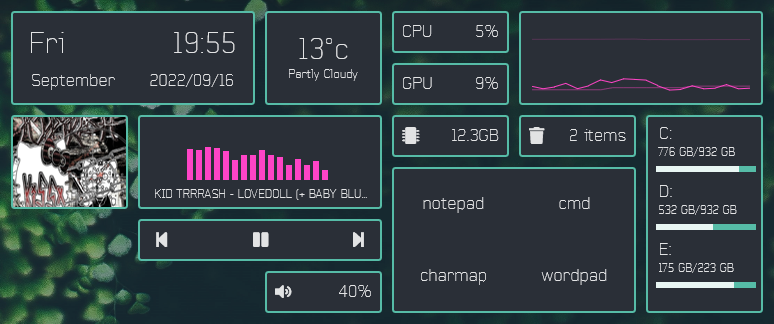 Fri 19:55
September 2022/09/16
13°c
Partly Cloudy
CPU 5%
GPU 9%
12.3GB
2 items
KID TRRRASH - LOVEDOLL (+ BABY BLU...
40%
notepad cmd
charmap wordpad
C:
776 GB/932 GB
D:
532 GB/932 GB
E:
175 GB/223 GB